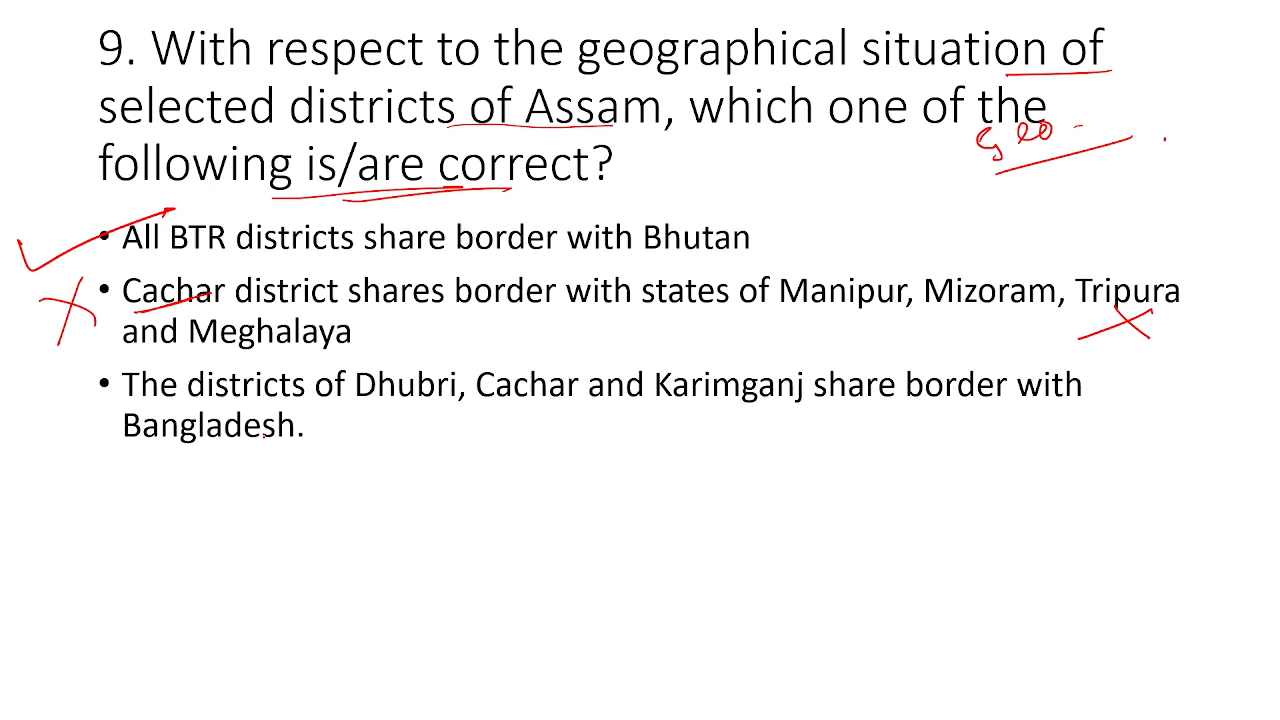 9. With respect to the geographical situation of
selected districts of Assam, which one of the
following is/are correct?
Geo -
• All BTR districts share border with Bhutan
• Cachar district shares border with states of Manipur, Mizoram, Tripura
and Meghalaya
• The districts of Dhubri, Cachar and Karimganj share border with
Bangladesh.